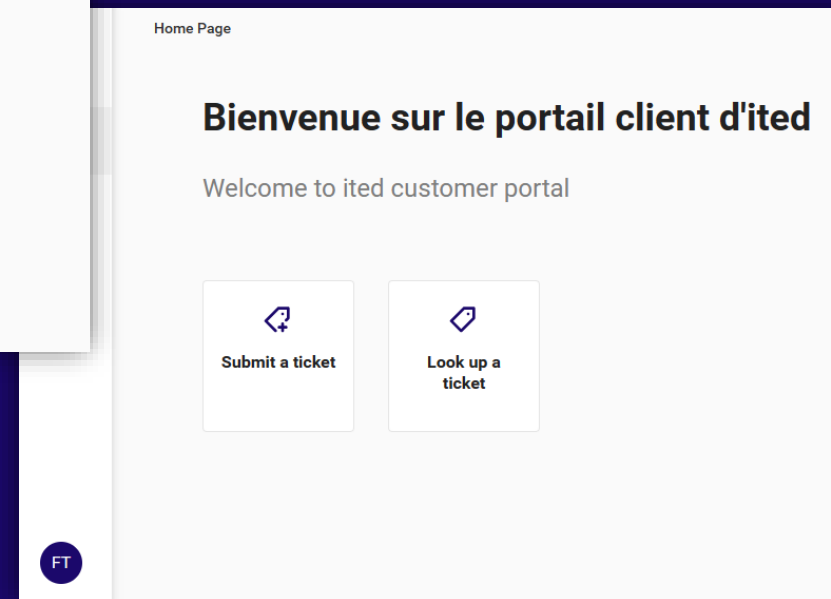 Home Page
Bienvenue sur le portail client d'ited
Welcome to ited customer portal
Submit a ticket
Look up a
ticket
FT